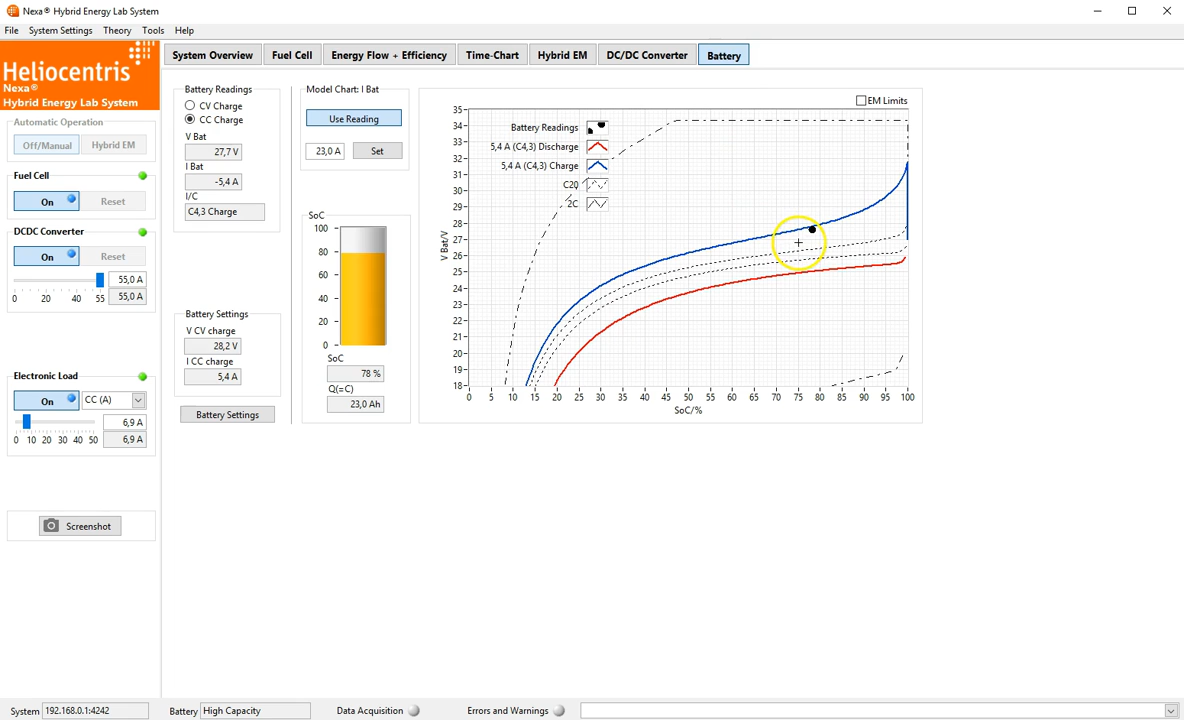 Nexa® Hybrid Energy Lab System
File System Settings Theory Tools Help
Heliocentris
Nexa®
Hybrid Energy Lab System
Automatic Operation
Off/Manual Hybrid EM
Fuel Cell
On Reset
DCDC Converter
On Reset
55,0 A
0 20 40 55 55,0 A
Electronic Load
On CC (A)
6,9 A
0 10 20 30 40 50 6,9 A
Screenshot
System Overview Fuel Cell Energy Flow + Efficiency Time-Chart Hybrid EM DC/DC Converter Battery
Battery Readings
CV Charge
CC Charge
V Bat
27,7 V
I Bat
-5,4 A
I/C
C4,3 Charge
Battery Settings
V CV charge
28,2 V
I CC charge
5,4 A
Battery Settings
Model Chart: I Bat
Use Reading
23,0 A Set
SoC
100
80
60
40
20
0
SoC
78 %
Q(=C)
23,0 Ah
EM Limits
Battery Readings
5,4 A (C4,3) Discharge
5,4 A (C4,3) Charge
C20
2C
V Bat/V
35
34
33
32
31
30
29
28
27
26
25
24
23
22
21
20
19
18
0 5 10 15 20 25 30 35 40 45 50 55 60 65 70 75 80 85 90 95 100
SoC/%
System 192.168.0.1:4242 Battery High Capacity Data Acquisition Errors and Warnings